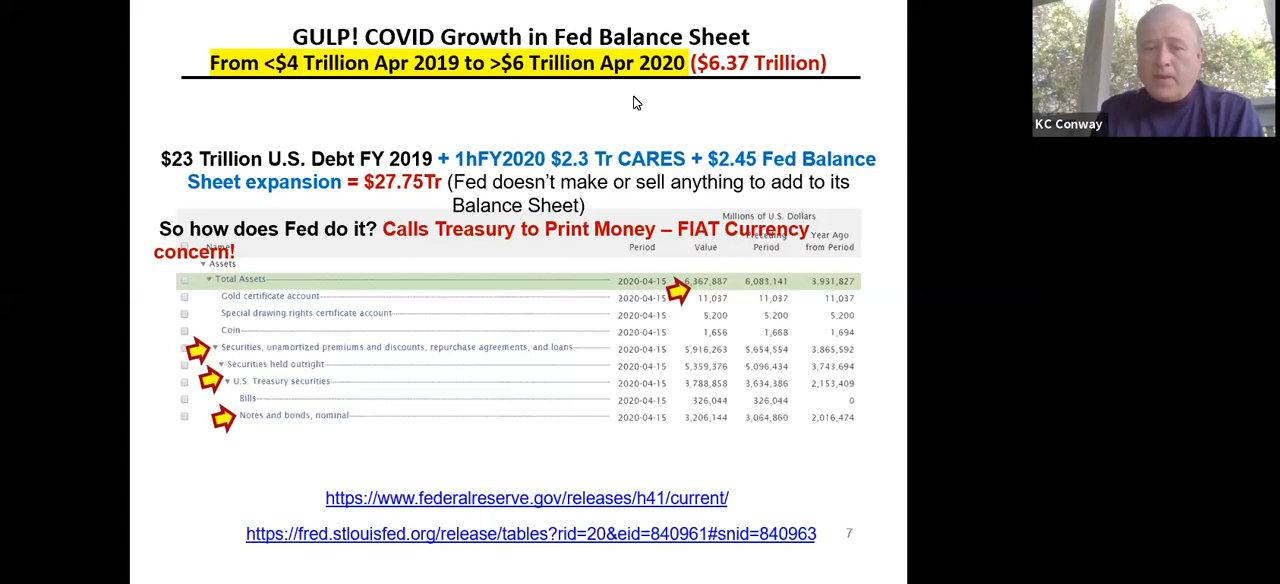 GULP! COVID Growth in Fed Balance Sheet
From <$4 Trillion Apr 2019 to >$6 Trillion Apr 2020 ($6.37 Trillion)
KC Conway
$23 Trillion U.S. Debt FY 2019 + 1hFY2020 $2.3 Tr CARES + $2.45 Fed Balance
Sheet expansion = $27.75Tr (Fed doesn't make or sell anything to add to its
Balance Sheet)
Millions of U.S. Dollars
So how does Fed do it? Calls Treasury to Print Money – FIAT Currency
concern!
Name Period Value Preceding Period Year Ago from Period
Assets
Total Assets 2020-04-15 6,367,887 6,083,141 3,931,827
Gold certificate account 2020-04-15 11,037 11,037 11,037
Special drawing rights certificate account 2020-04-15 5,200 5,200 5,200
Coin 2020-04-15 1,656 1,668 1,694
Securities, unamortized premiums and discounts, repurchase agreements, and loans 2020-04-15 5,916,263 5,654,554 3,865,592
Securities held outright 2020-04-15 5,359,376 5,096,434 3,743,694
U.S. Treasury securities 2020-04-15 3,788,858 3,634,386 2,153,409
Bills 2020-04-15 326,044 326,044 0
Notes and bonds, nominal 2020-04-15 3,206,144 3,064,860 2,016,474
https://www.federalreserve.gov/releases/h41/current/
https://fred.stlouisfed.org/release/tables?rid=20&eid=840961#snid=840963
7